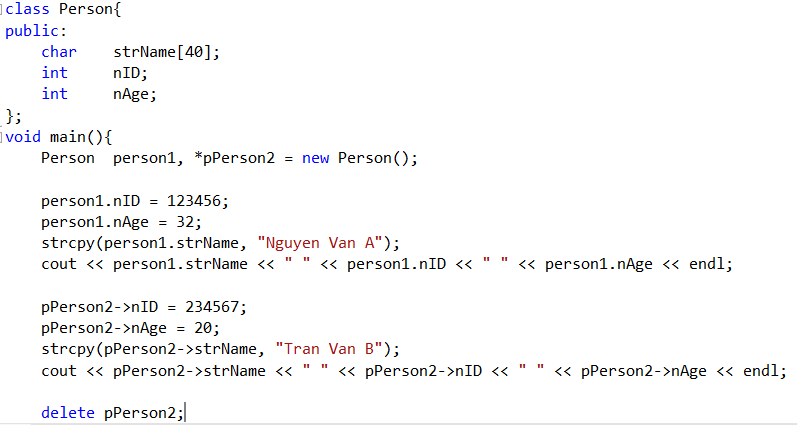 class Person{
public:
    char    strName[40];
    int     nID;
    int     nAge;
};
void main(){
    Person  person1, *pPerson2 = new Person();

    person1.nID = 123456;
    person1.nAge = 32;
    strcpy(person1.strName, "Nguyen Van A");
    cout << person1.strName << " " << person1.nID << " " << person1.nAge << endl;

    pPerson2->nID = 234567;
    pPerson2->nAge = 20;
    strcpy(pPerson2->strName, "Tran Van B");
    cout << pPerson2->strName << " " << pPerson2->nID << " " << pPerson2->nAge << endl;

    delete pPerson2;